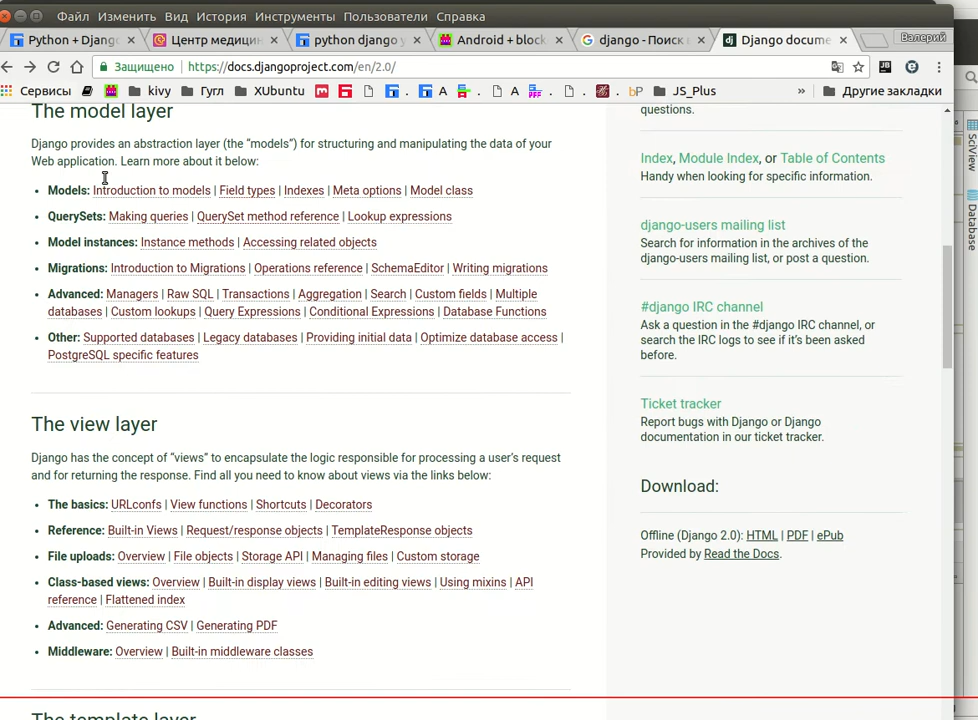 Файл Изменить Вид История Инструменты Пользователи Справка
Python + Djang Центр медицин python django y Android + block django - Поиск Django docume Валерий
Защищено https://docs.djangoproject.com/en/2.0/
Сервисы kivy Гугл XUbuntu . A . A . bP JS_Plus » Другие закладки
The model layer
Django provides an abstraction layer (the “models”) for structuring and manipulating the data of your
Web application. Learn more about it below:
• Models: Introduction to models | Field types | Indexes | Meta options | Model class
• QuerySets: Making queries | QuerySet method reference | Lookup expressions
• Model instances: Instance methods | Accessing related objects
• Migrations: Introduction to Migrations | Operations reference | SchemaEditor | Writing migrations
• Advanced: Managers | Raw SQL | Transactions | Aggregation | Search | Custom fields | Multiple
databases | Custom lookups | Query Expressions | Conditional Expressions | Database Functions
• Other: Supported databases | Legacy databases | Providing initial data | Optimize database access |
PostgreSQL specific features
The view layer
Django has the concept of “views” to encapsulate the logic responsible for processing a user’s request
and for returning the response. Find all you need to know about views via the links below:
• The basics: URLconfs | View functions | Shortcuts | Decorators
• Reference: Built-in Views | Request/response objects | TemplateResponse objects
• File uploads: Overview | File objects | Storage API | Managing files | Custom storage
• Class-based views: Overview | Built-in display views | Built-in editing views | Using mixins | API
reference | Flattened index
• Advanced: Generating CSV | Generating PDF
• Middleware: Overview | Built-in middleware classes
The template layer
questions.
Index, Module Index, or Table of Contents
Handy when looking for specific information.
django-users mailing list
Search for information in the archives of the
django-users mailing list, or post a question.
#django IRC channel
Ask a question in the #django IRC channel, or
search the IRC logs to see if it’s been asked
before.
Ticket tracker
Report bugs with Django or Django
documentation in our ticket tracker.
Download:
Offline (Django 2.0): HTML | PDF | ePub
Provided by Read the Docs.
SciView
Database